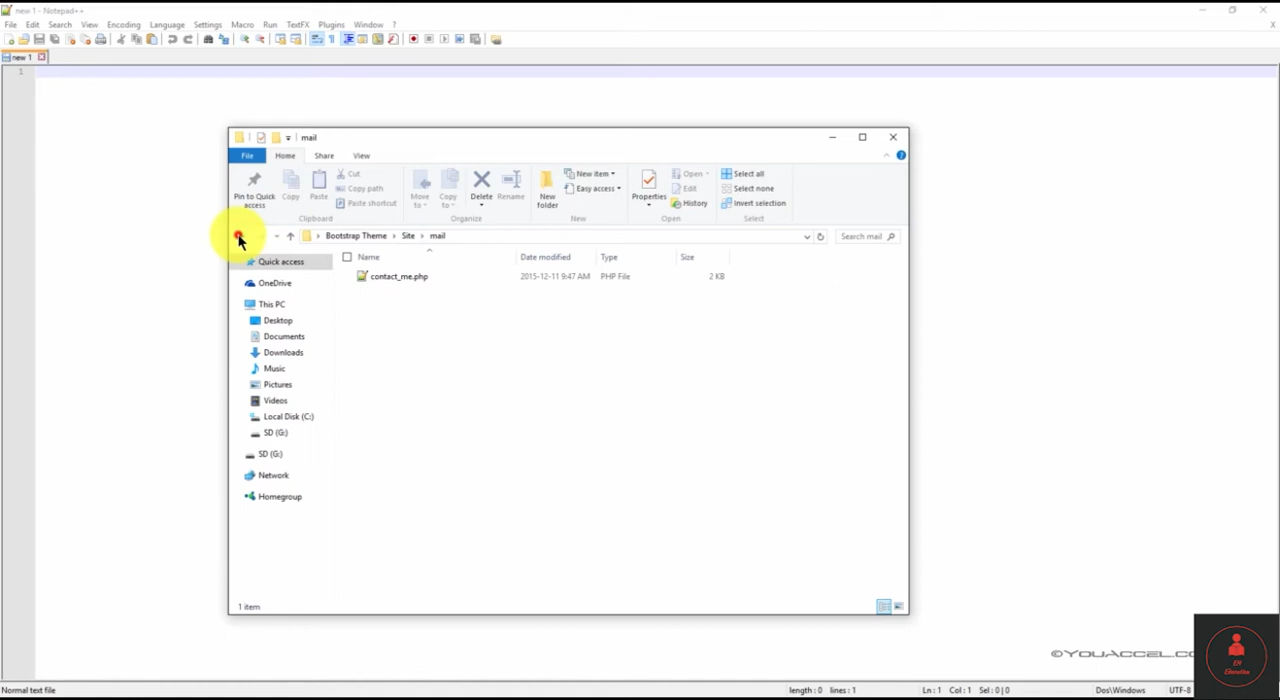 new 1 - Notepad++
File Edit Search View Encoding Language Settings Macro Run TextFX Plugins Window ? X
new 1
1
mail
File Home Share View
Pin to Quick access
Copy
Paste
Cut
Copy path
Paste shortcut
Clipboard
Move to
Copy to
Delete
Rename
Organize
New folder
New item
Easy access
New
Properties
Open
Edit
History
Open
Select all
Select none
Invert selection
Select
Bootstrap Theme > Site > mail
Search mail
Name Date modified Type Size
contact_me.php 2015-12-11 9:47 AM PHP File 2 KB
Quick access
OneDrive
This PC
Desktop
Documents
Downloads
Music
Pictures
Videos
Local Disk (C:)
SD (G:)
SD (G:)
Network
Homegroup
1 item
©YOUACCEL.CO
EH
Education
Normal text file length : 0 lines : 1 Ln : 1 Col : 1 Sel : 0 | 0 Dos\Windows UTF-8